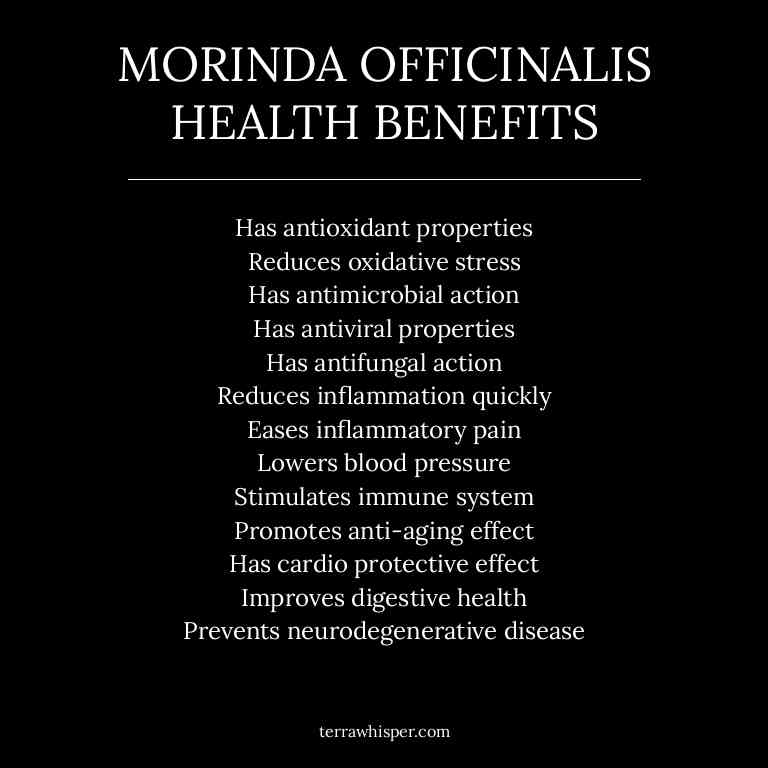 MORINDA OFFICINALIS
HEALTH BENEFITS
Has antioxidant properties
Reduces oxidative stress
Has antimicrobial action
Has antiviral properties
Has antifungal action
Reduces inflammation quickly
Eases inflammatory pain
Lowers blood pressure
Stimulates immune system
Promotes anti-aging effect
Has cardio protective effect
Improves digestive health
Prevents neurodegenerative disease
terrawhisper.com